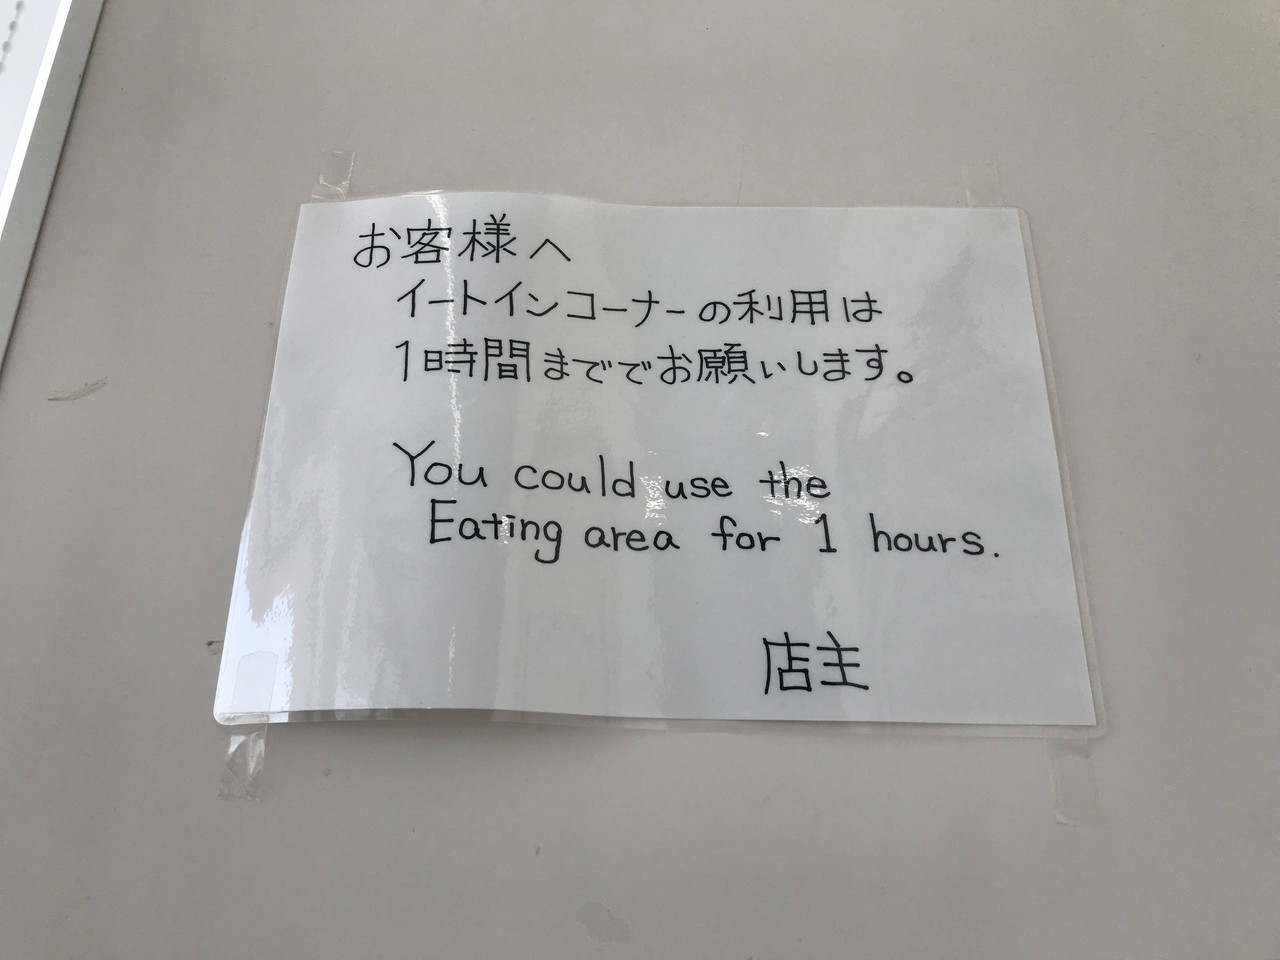 お客様へ
イートインコーナーの利用は
1時間まででお願いします。
You could use the
Eating area for 1 hours.
店主